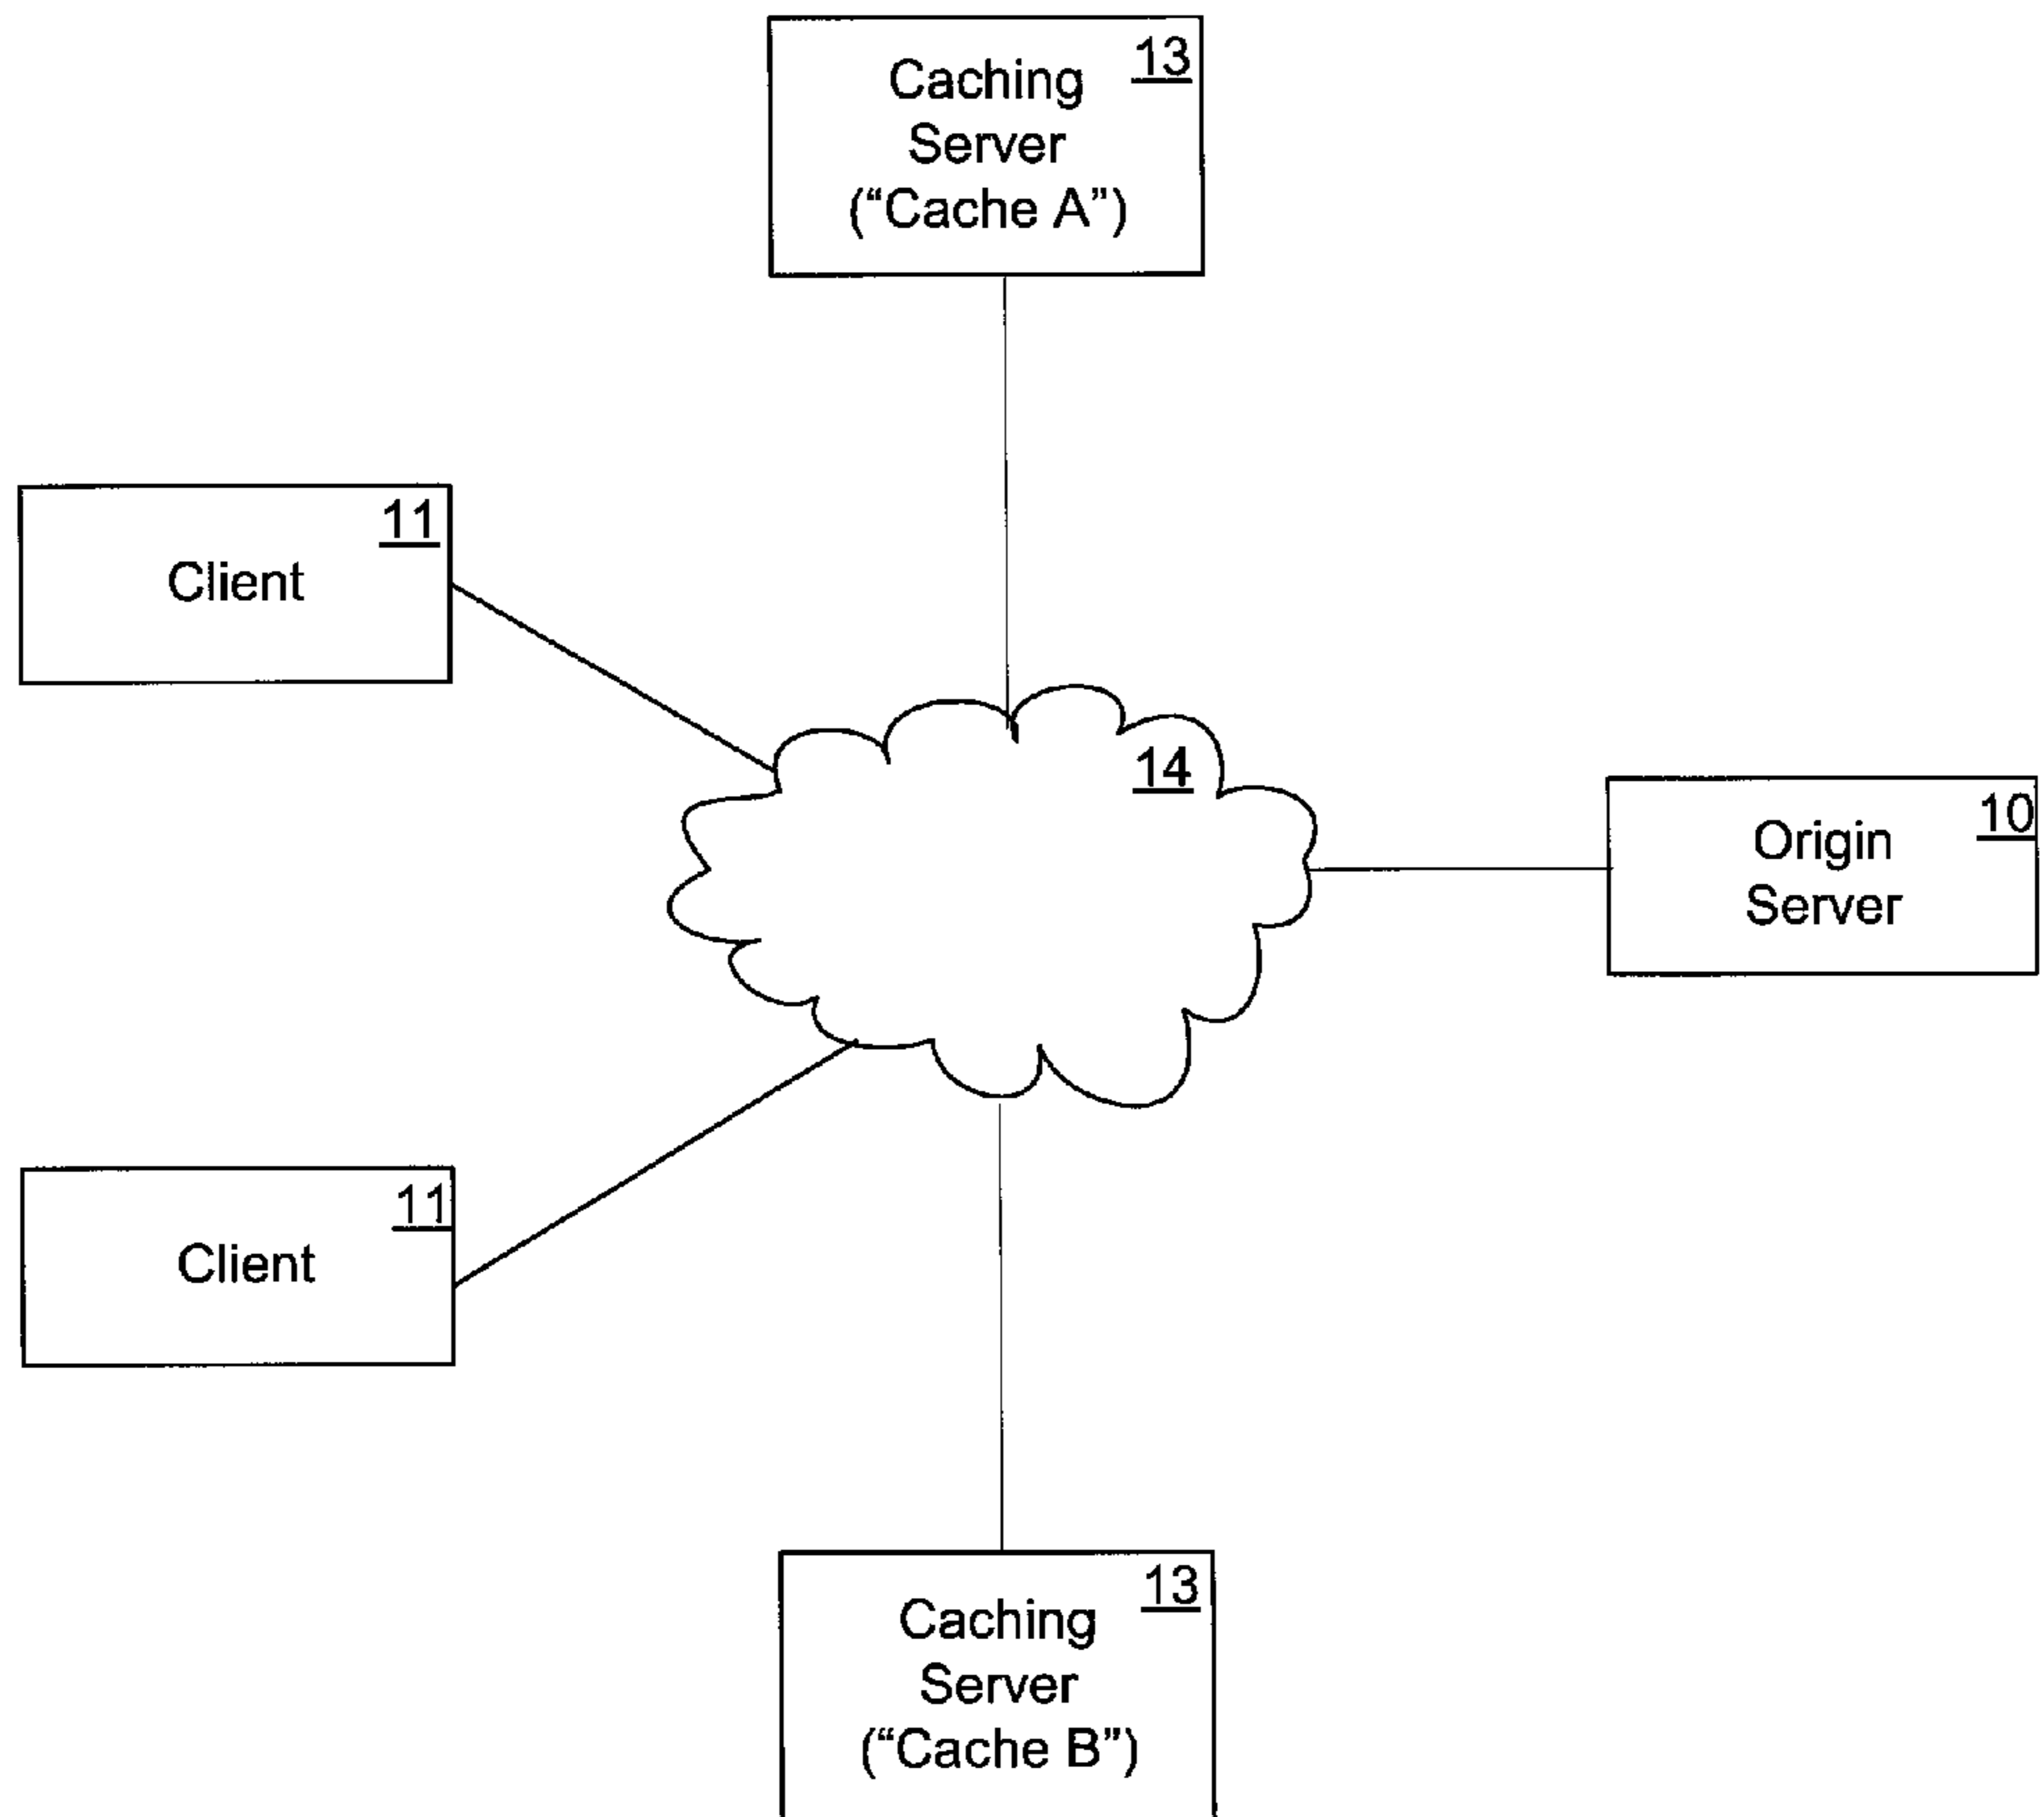 13
Caching
Server
(“Cache A”)
11
Client
14
10
Origin
Server
11
Client
13
Caching
Server
(“Cache B”)